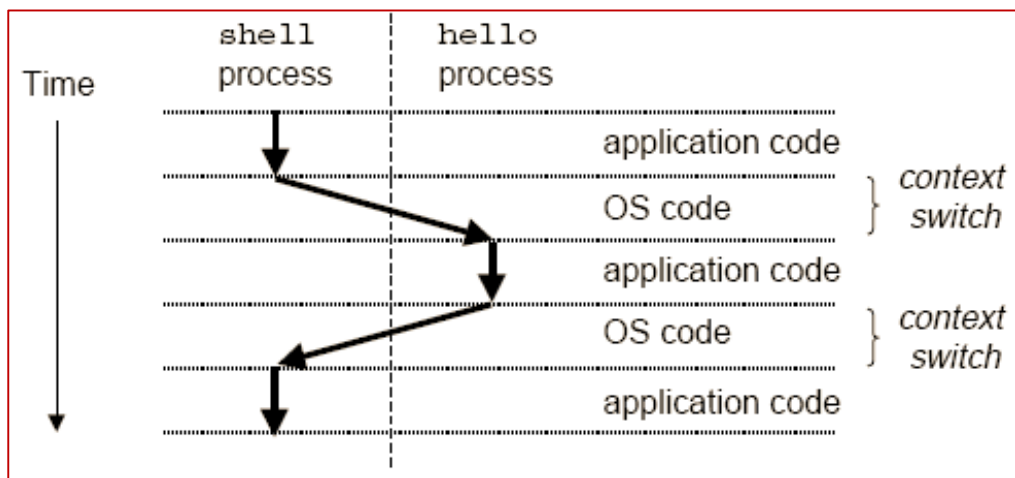 shell
process
hello
process
Time
application code
OS code
context
switch
application code
OS code
context
switch
application code